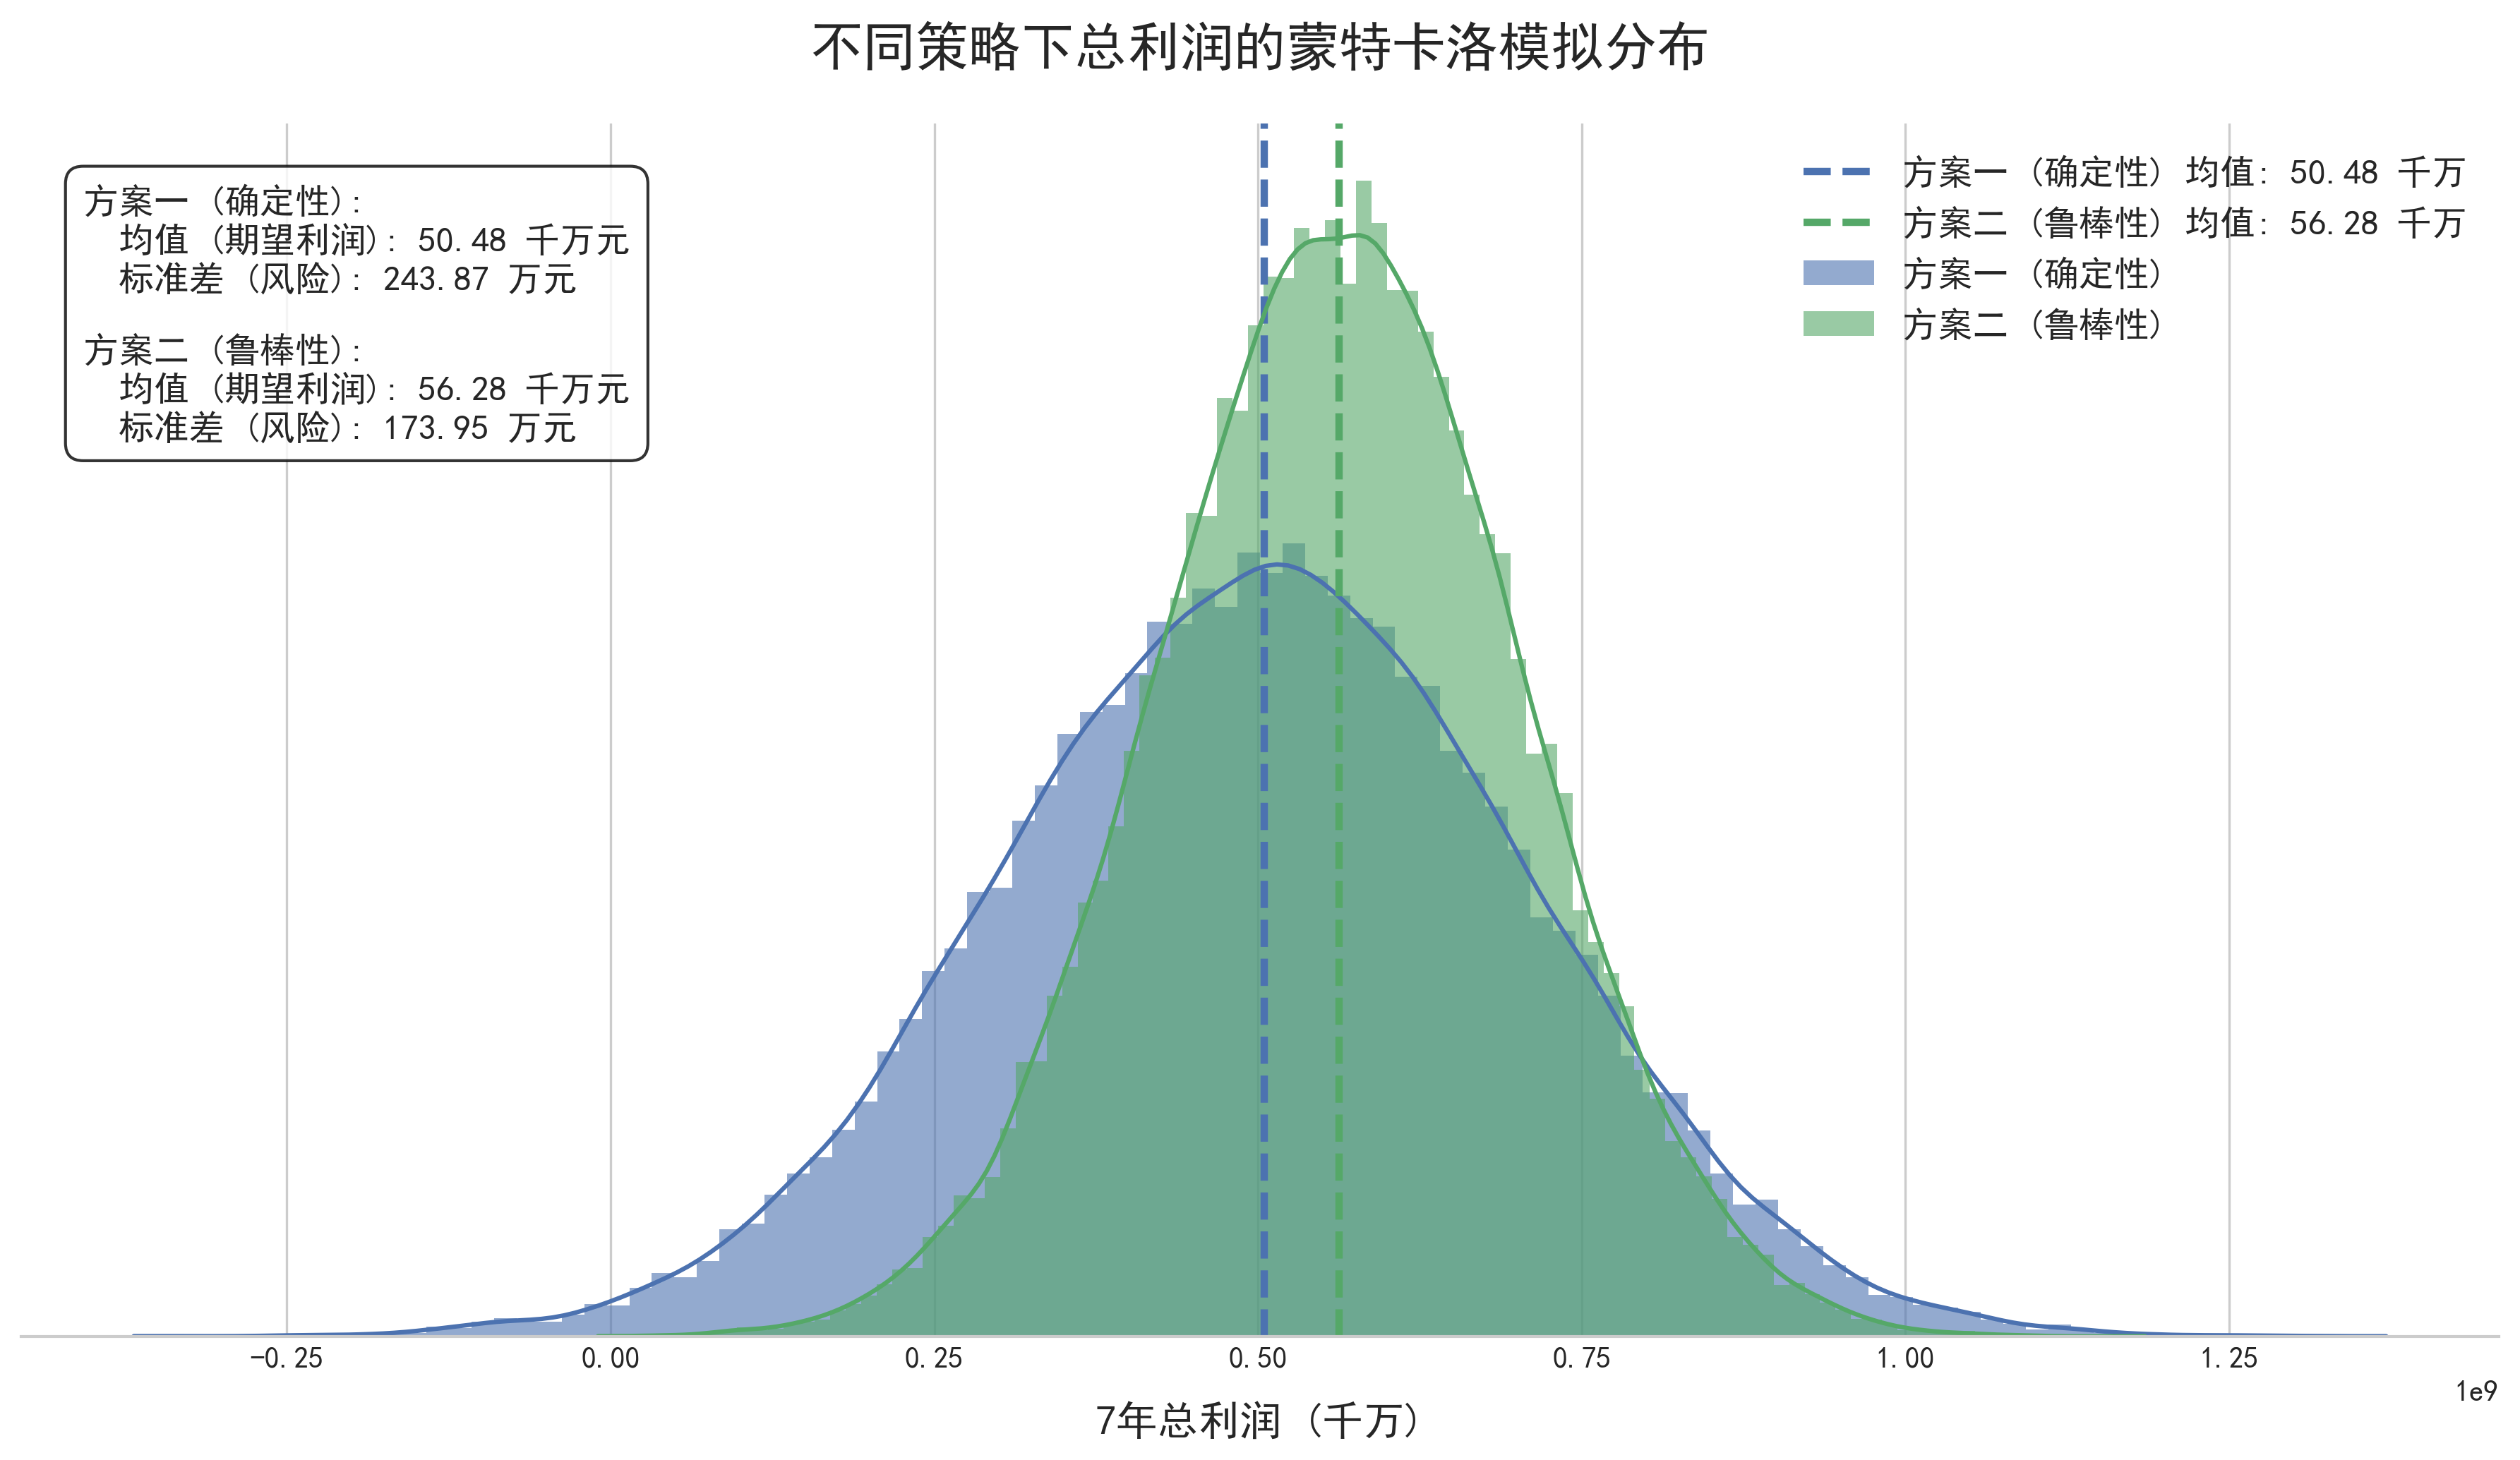 不同策略下总利润的蒙特卡洛模拟分布
方案一 (确定性):
均值 (期望利润): 50.48 千万元
标准差 (风险): 243.87 万元
方案二 (鲁棒性):
均值 (期望利润): 56.28 千万元
标准差 (风险): 173.95 万元
方案一 (确定性) 均值: 50.48 千万
方案二 (鲁棒性) 均值: 56.28 千万
方案一 (确定性)
方案二 (鲁棒性)
-0.25 0.00 0.25 0.50 0.75 1.00 1.25
1e9
7年总利润 (千万)